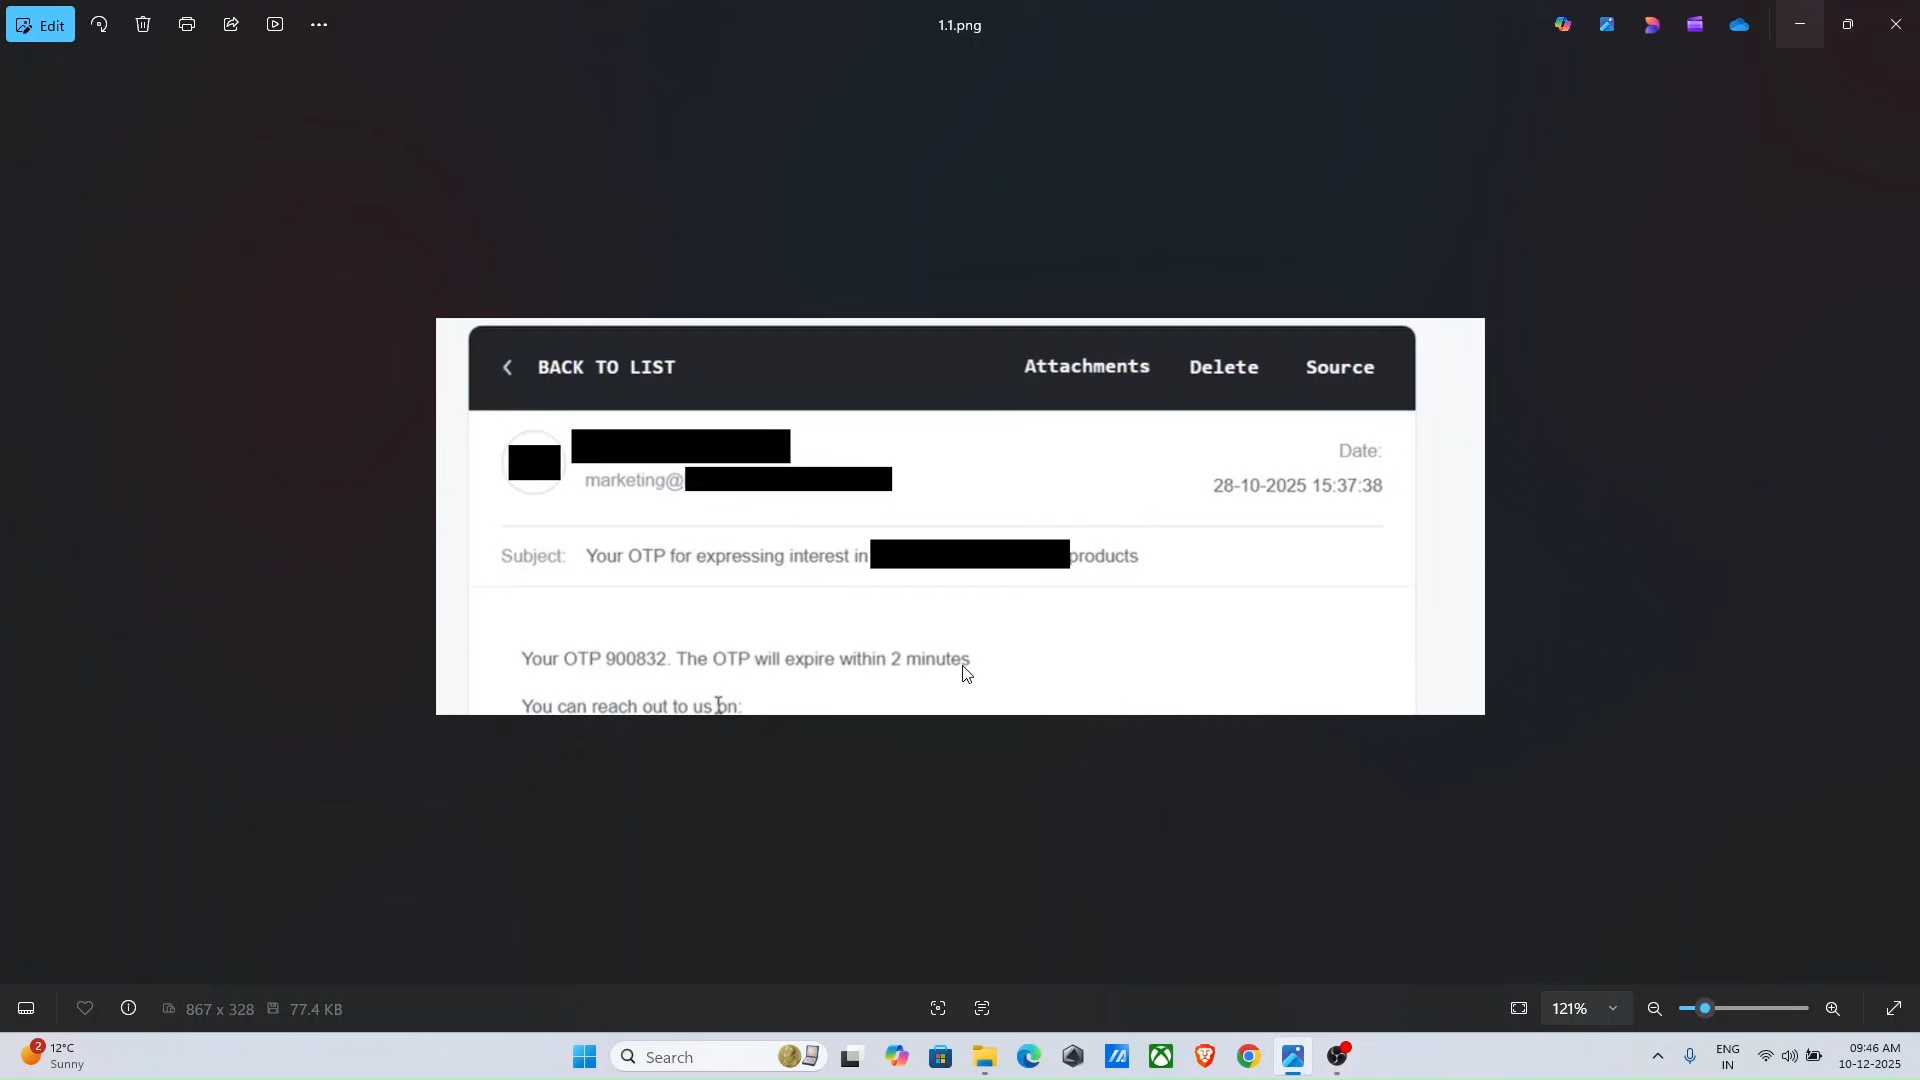 Edit
1.1.png
BACK TO LIST
Attachments Delete Source
marketing@
Date:
28-10-2025 15:37:38
Subject: Your OTP for expressing interest in products
Your OTP 900832. The OTP will expire within 2 minutes
You can reach out to us on:
867 x 328 77.4 KB
121%
2
12°C
Sunny
Search
ENG
IN
09:46 AM
10-12-2025